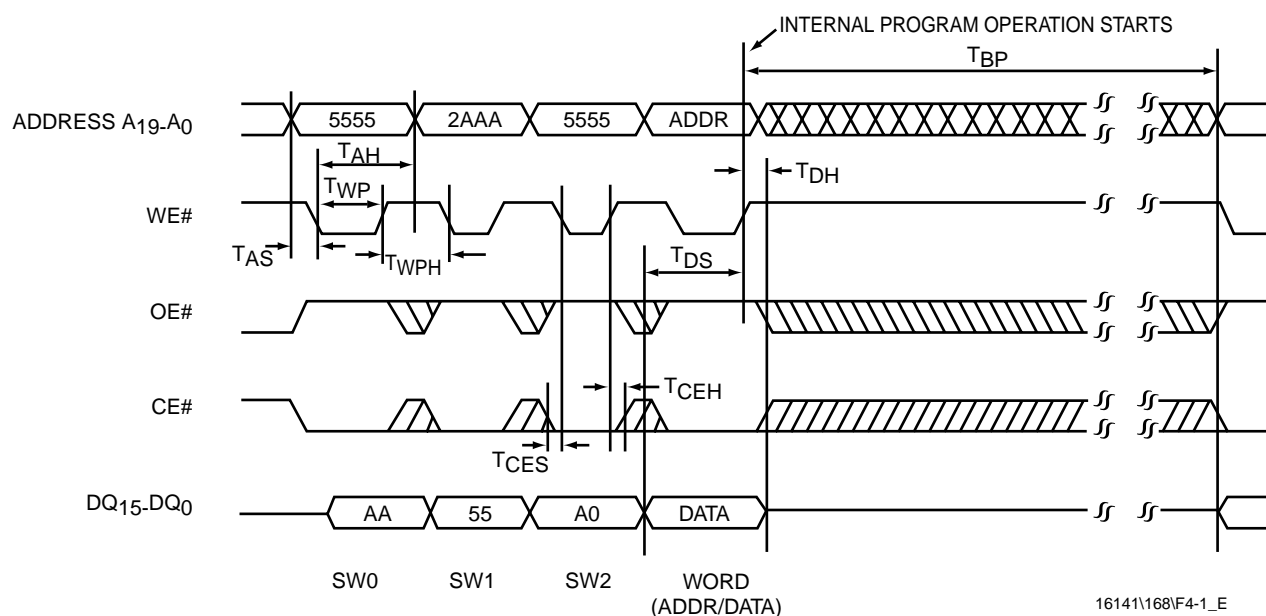 INTERNAL PROGRAM OPERATION STARTS
TBP
ADDRESS A19-A0
5555
2AAA
5555
ADDR
TAH
TDH
TWP
WE#
TAS
TWPH
TDS
OE#
TCEH
CE#
TCES
DQ15-DQ0
AA
55
A0
DATA
SW0
SW1
SW2
WORD
(ADDR/DATA)
16141\168\F4-1_E